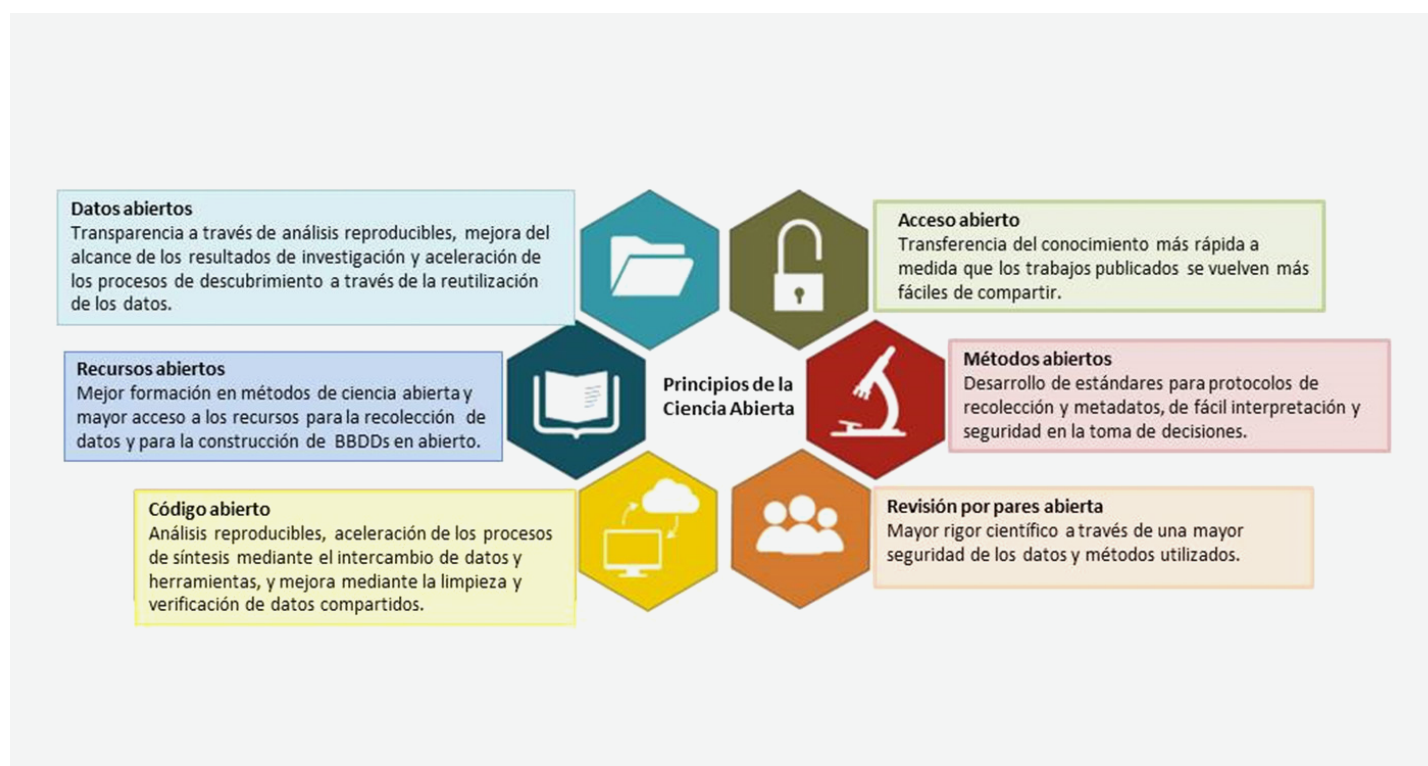 Datos abiertos
Transparencia a través de análisis reproducibles, mejora del
alcance de los resultados de investigación y aceleración de
los procesos de descubrimiento a través de la reutilización
de los datos.
Acceso abierto
Transferencia del conocimiento más rápida a
medida que los trabajos publicados se vuelven más
fáciles de compartir.
Recursos abiertos
Mejor formación en métodos de ciencia abierta y
mayor acceso a los recursos para la recolección de
datos y para la construcción de BBDDs en abierto.
Principios de la
Ciencia Abierta
Métodos abiertos
Desarrollo de estándares para protocolos de
recolección y metadatos, de fácil interpretación y
seguridad en la toma de decisiones.
Código abierto
Análisis reproducibles, aceleración de los procesos
de síntesis mediante el intercambio de datos y
herramientas, y mejora mediante la limpieza y
verificación de datos compartidos.
Revisión por pares abierta
Mayor rigor científico a través de una mayor
seguridad de los datos y métodos utilizados.